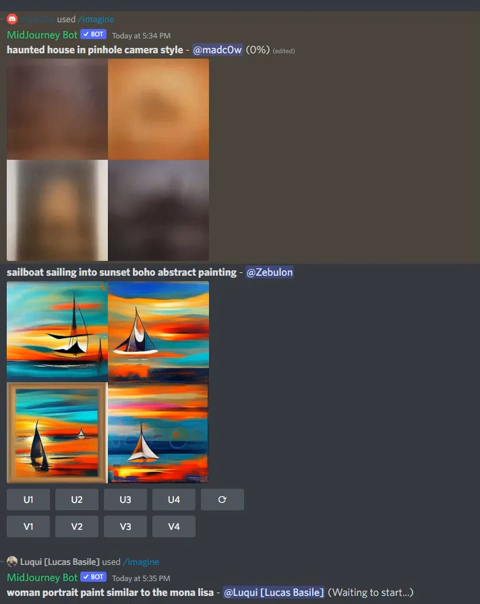 used /imagine
MidJourney Bot ✓ BOT Today at 5:34 PM
haunted house in pinhole camera style - @madc0w (0%) (edited)
sailboat sailing into sunset boho abstract painting - @Zebulon
U1 U2 U3 U4
V1 V2 V3 V4
Luqui [Lucas Basile] used /imagine
MidJourney Bot ✓ BOT Today at 5:35 PM
woman portrait paint similar to the mona lisa - @Luqui [Lucas Basile] (Waiting to start...)